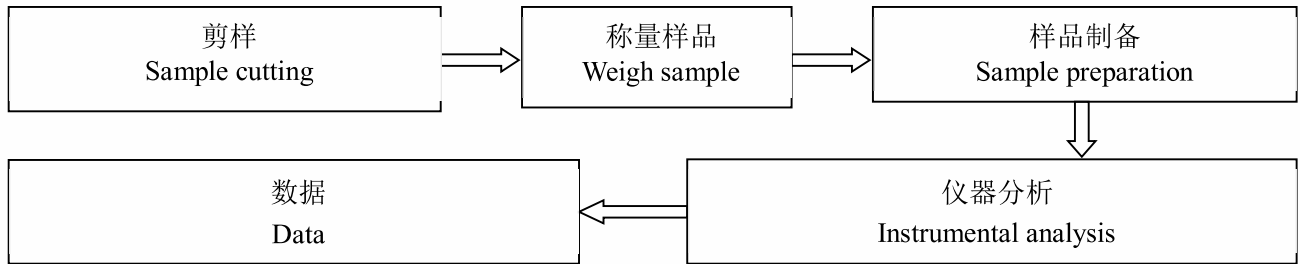 剪样
Sample cutting
称量样品
Weigh sample
样品制备
Sample preparation
仪器分析
Instrumental analysis
数据
Data